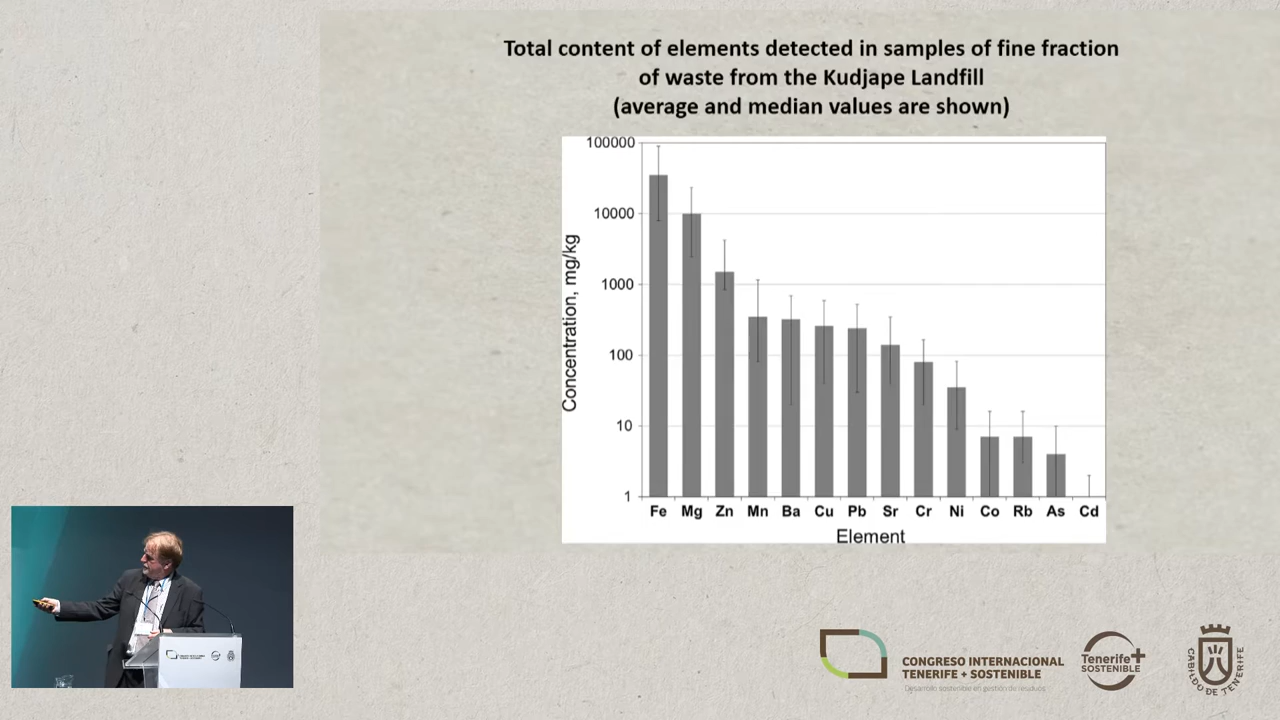 Total content of elements detected in samples of fine fraction
of waste from the Kudjape Landfill
(average and median values are shown)
100000
10000
1000
100
10
1
Concentration, mg/kg
Fe Mg Zn Mn Ba Cu Pb Sr Cr Ni Co Rb As Cd
Element
CONGRESO INTERNACIONAL
TENERIFE + SOSTENIBLE
Desarrollo sostenible en gestión de residuos
Tenerife+
SOSTENIBLE
CABILDO DE TENERIFE